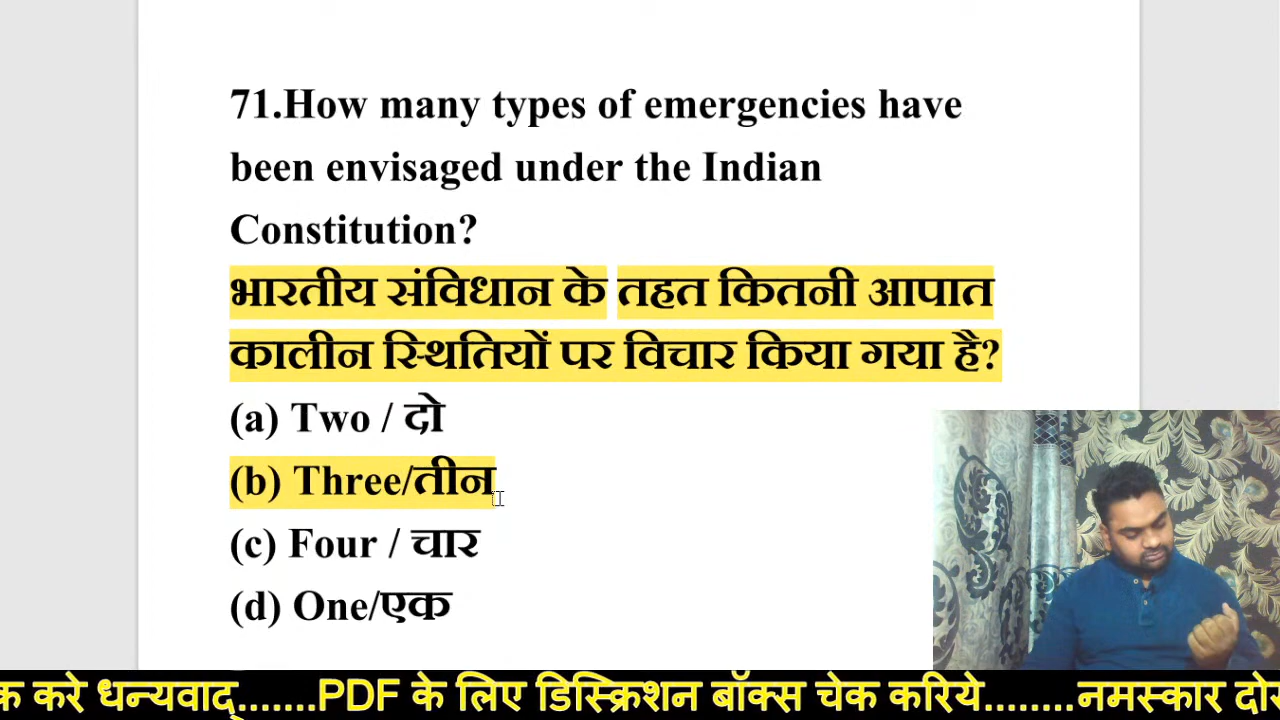 71.How many types of emergencies have
been envisaged under the Indian
Constitution?
भारतीय संविधान के तहत कितनी आपात
कालीन स्थितियों पर विचार किया गया है?
(a) Two / दो
(b) Three/तीन
(c) Four / चार
(d) One/एक
क करे धन्यवाद्.......PDF के लिए डिस्क्रिशन बॉक्स चेक करिये........नमस्कार